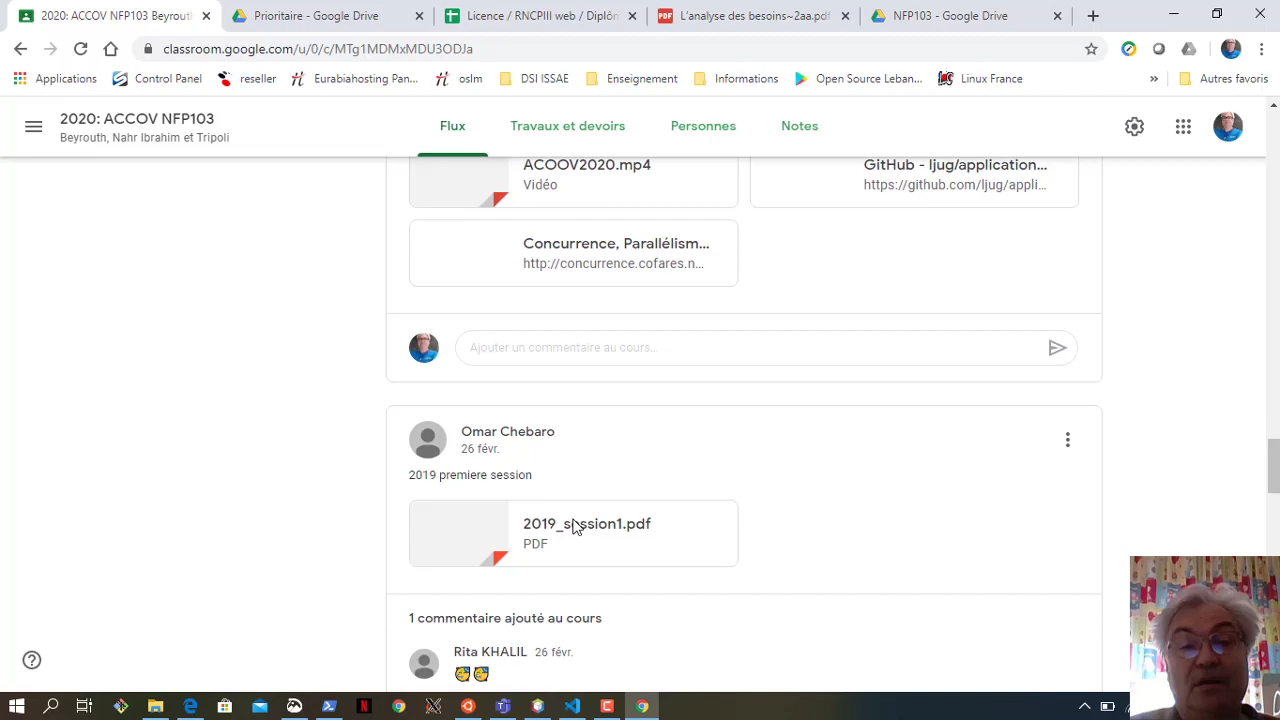 2020: ACCOV NFP103 Beyrouti
Prioritaire - Google Drive
Licence / RNCPIII web / Diplôn
L'analyse des besoins~2aa.pdf
NFP103 - Google Drive
classroom.google.com/u/0/c/MTg1MDMxMDU3ODJa
Applications
Control Panel
reseller
Eurabiahosting Pan...
oslm
DSI ISSAE
Enseignement
Iformations
Open Source Leban...
Linux France
Autres favoris
2020: ACCOV NFP103
Beyrouth, Nahr Ibrahim et Tripoli
Flux
Travaux et devoirs
Personnes
Notes
ACOOV2020.mp4
Vidéo
GitHub - ljug/application...
https://github.com/ljug/appli...
Concurrence, Parallélism...
http://concurrence.cofares.n...
Ajouter un commentaire au cours...
Omar Chebaro
26 févr.
2019 premiere session
2019_session1.pdf
PDF
1 commentaire ajouté au cours
Rita KHALIL 26 févr.